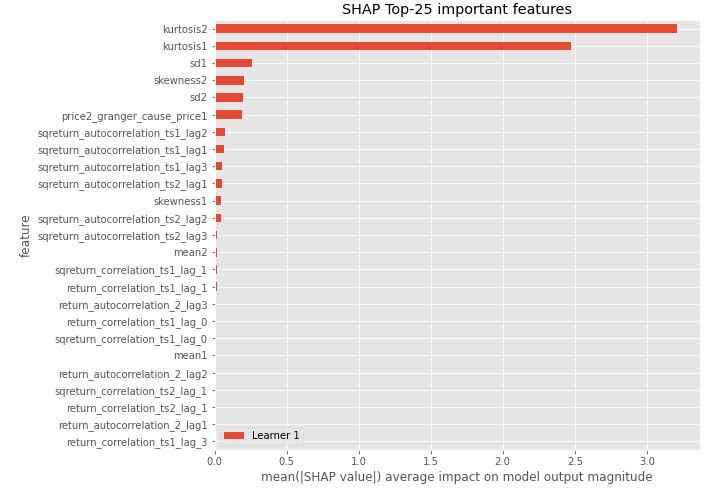 SHAP Top-25 important features
kurtosis2
kurtosis1
sd1
skewness2
sd2
price2_granger_cause_price1
sqreturn_autocorrelation_ts1_lag2
sqreturn_autocorrelation_ts1_lag1
sqreturn_autocorrelation_ts1_lag3
sqreturn_autocorrelation_ts2_lag1
skewness1
sqreturn_autocorrelation_ts2_lag2
sqreturn_autocorrelation_ts2_lag3
mean2
sqreturn_correlation_ts1_lag_1
return_correlation_ts1_lag_1
return_autocorrelation_2_lag3
return_correlation_ts1_lag_0
sqreturn_correlation_ts1_lag_0
mean1
return_autocorrelation_2_lag2
sqreturn_correlation_ts2_lag_1
return_correlation_ts2_lag_1
return_autocorrelation_2_lag1
return_correlation_ts1_lag_3
feature
Learner 1
0.0 0.5 1.0 1.5 2.0 2.5 3.0
mean(|SHAP value|) average impact on model output magnitude